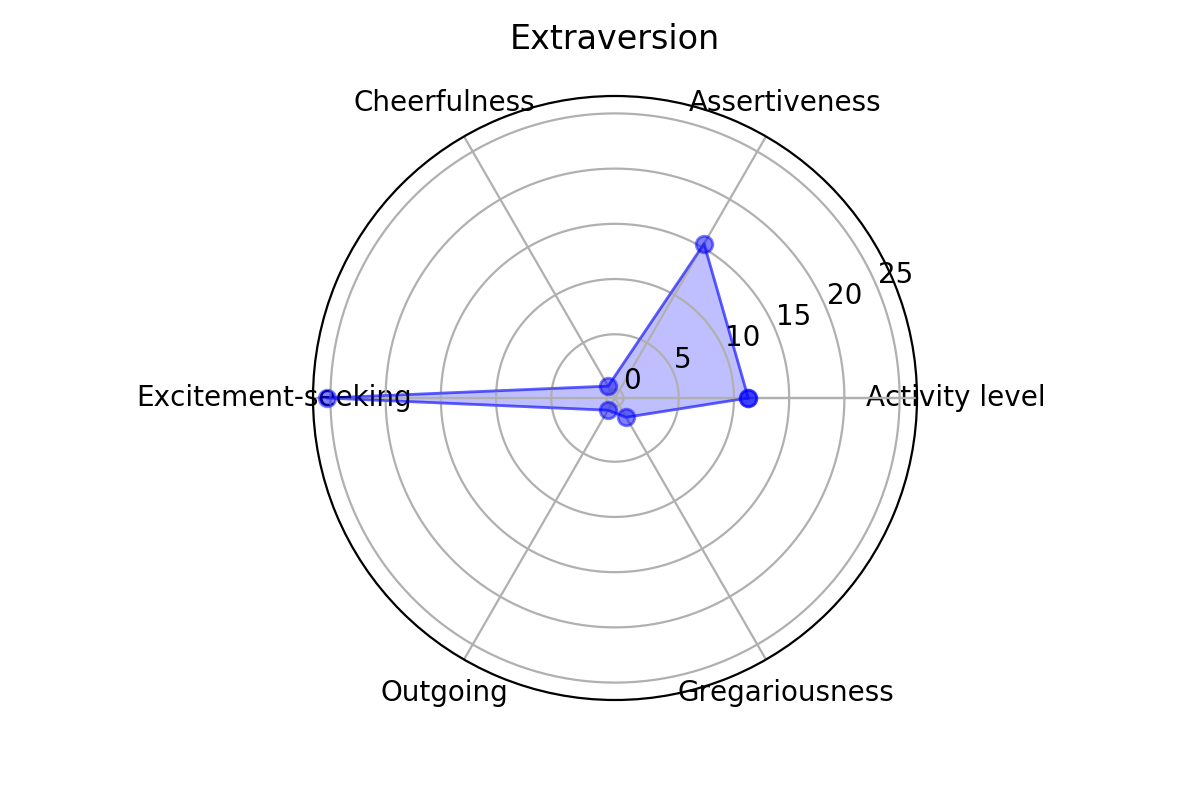 Extraversion
Cheerfulness
Assertiveness
25
20
15
10
5
0
Excitement-seeking
Activity level
Outgoing
Gregariousness